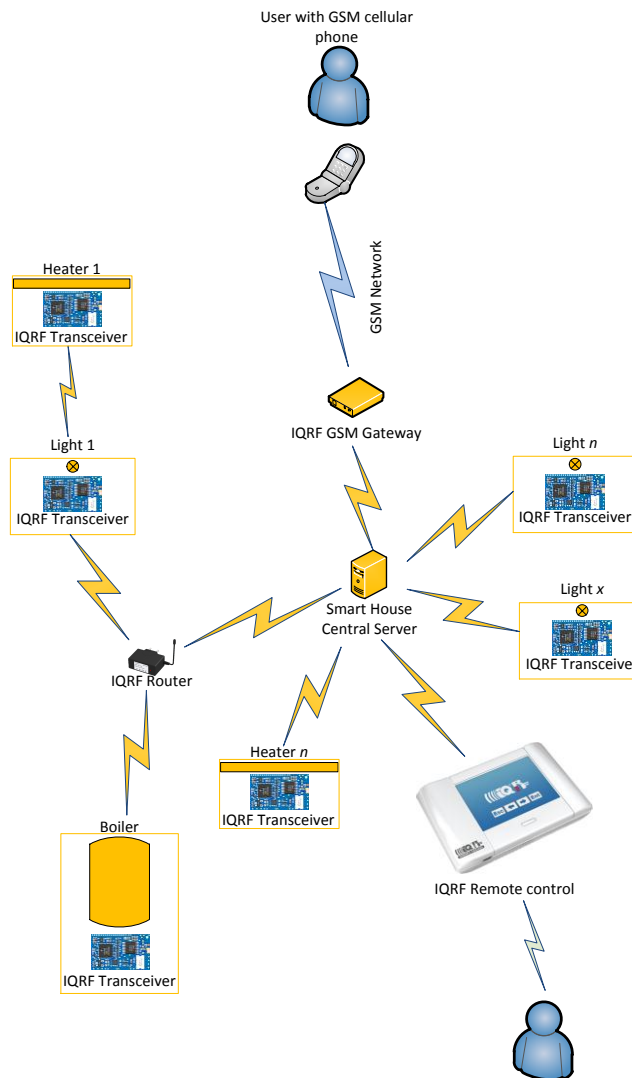 User with GSM cellular
phone
GSM Network
Heater 1
IQRF Transceiver
IQRF GSM Gateway
Light 1
IQRF Transceiver
Light n
IQRF Transceiver
Smart House
Central Server
Light x
IQRF Transceiver
IQRF Router
Heater n
IQRF Transceiver
IQRF Remote control
Boiler
IQRF Transceiver